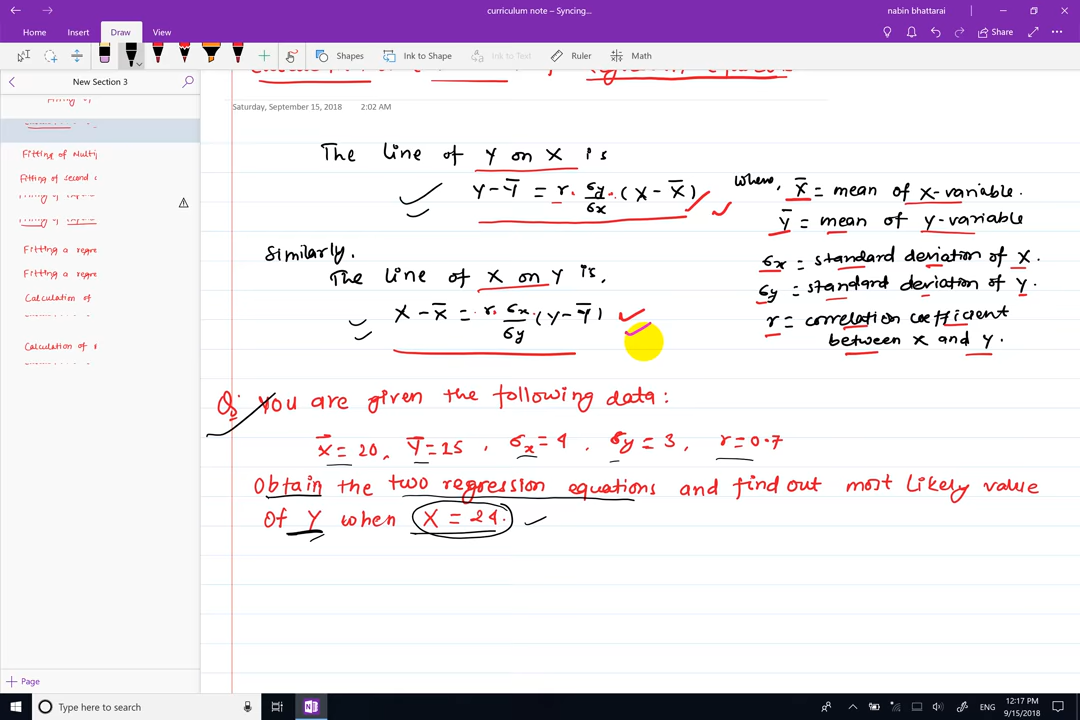 curriculum note - Syncing...
nabin bhattarai
Home Insert Draw View
Share
Shapes Ink to Shape Ink to Text Ruler Math
New Section 3
Saturday, September 15, 2018 2:02 AM
Fitting of Multip
Fitting of second
Fitting a regre
Fitting a regre
Calculation of
Calculation of
The line of Y on X is
Y-Y̅ = r. σy/σx . (X - X̅)
Where, X̅ = mean of X-variable.
Y̅ = mean of Y-variable
σx = standard deviation of X.
σy = standard deviation of Y.
r = correlation coefficient
between X and Y.
Similarly.
The line of X on Y is,
X - X̅ = r. σx/σy . (Y - Y̅)
Q: You are given the following data:
X̅ = 20, Y̅ = 15, σx = 4, σy = 3, r = 0.7
Obtain the two regression equations and find out most likely value
Of Y when X = 24.
Page
Type here to search
ENG
12:17 PM
9/15/2018